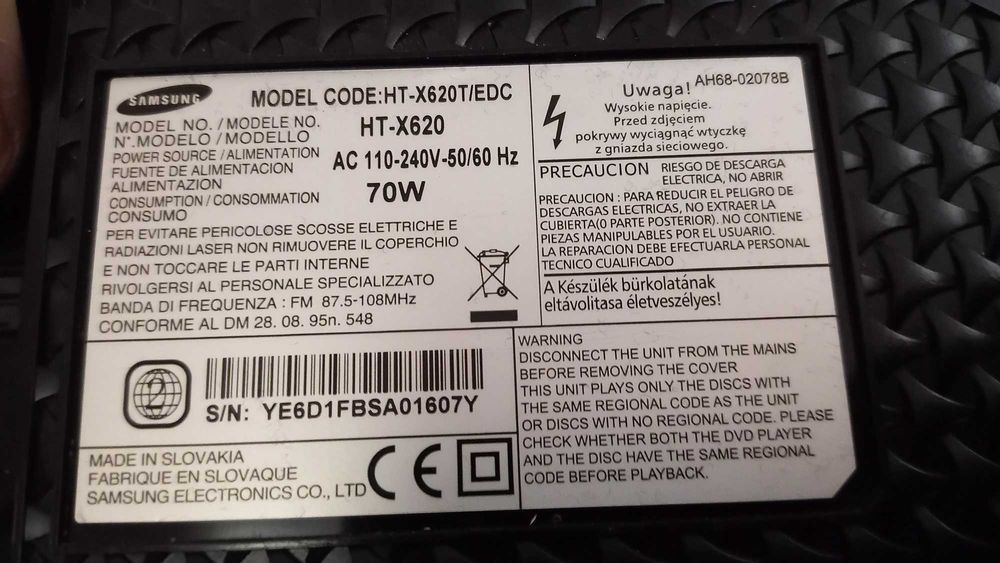 SAMSUNG
MODEL CODE:HT-X620T/EDC
MODEL NO. / MODELE NO.
N°.MODELO / MODELLO
HT-X620
POWER SOURCE / ALIMENTATION
FUENTE DE ALIMENTACION
ALIMENTAZION
AC 110-240V-50/60 Hz
CONSUMPTION / CONSOMMATION
CONSUMO
70W
PER EVITARE PERICOLOSE SCOSSE ELETTRICHE E
RADIAZIONI LASER NON RIMUOVERE IL COPERCHIO
E NON TOCCARE LE PARTI INTERNE
RIVOLGERSI AL PERSONALE SPECIALIZZATO
BANDA DI FREQUENZA : FM 87.5-108MHz
CONFORME AL DM 28. 08. 95n. 548
AH68-02078B
Uwaga!
Wysokie napięcie.
Przed zdjęciem
pokrywy wyciągnąć wtyczkę
z gniazda sieciowego.
PRECAUCION RIESGO DE DESCARGA
ELECTRICA, NO ABRIR
PRECAUCION : PARA REDUCIR EL PELIGRO DE
DESCARGAS ELECTRICAS, NO EXTRAER LA
CUBIERTA(0 PARTE POSTERIOR). NO CONTIENE
PIEZAS MANIPULABLES POR EL USUARIO.
LA REPARACION DEBE EFECTUARLA PERSONAL
TECNICO CUALIFICADO
A Készülék bürkolatának
eltávolitasa életveszélyes!
2
S/N: YE6D1FBSA01607Y
MADE IN SLOVAKIA
FABRIQUE EN SLOVAQUE
SAMSUNG ELECTRONICS CO., LTD
CE
WARNING
DISCONNECT THE UNIT FROM THE MAINS
BEFORE REMOVING THE COVER
THIS UNIT PLAYS ONLY THE DISCS WITH
THE SAME REGIONAL CODE AS THE UNIT
OR DISCS WITH NO REGIONAL CODE. PLEASE
CHECK WHETHER BOTH THE DVD PLAYER
AND THE DISC HAVE THE SAME REGIONAL
CODE BEFORE PLAYBACK.